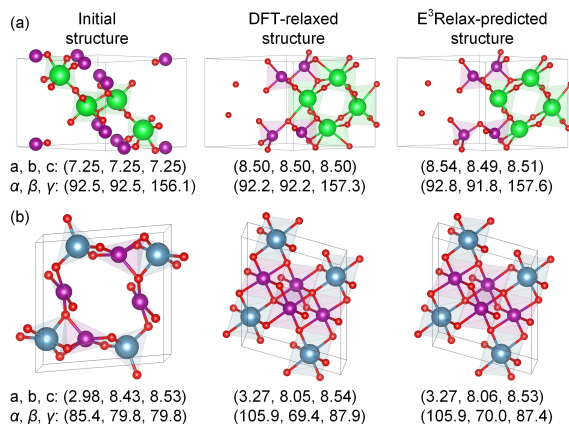 (a)
Initial structure
DFT-relaxed structure
E³Relax-predicted structure
a, b, c: (7.25, 7.25, 7.25)
α, β, γ: (92.5, 92.5, 156.1)
(8.50, 8.50, 8.50)
(92.2, 92.2, 157.3)
(8.54, 8.49, 8.51)
(92.8, 91.8, 157.6)
(b)
a, b, c: (2.98, 8.43, 8.53)
α, β, γ: (85.4, 79.8, 79.8)
(3.27, 8.05, 8.54)
(105.9, 69.4, 87.9)
(3.27, 8.06, 8.53)
(105.9, 70.0, 87.4)